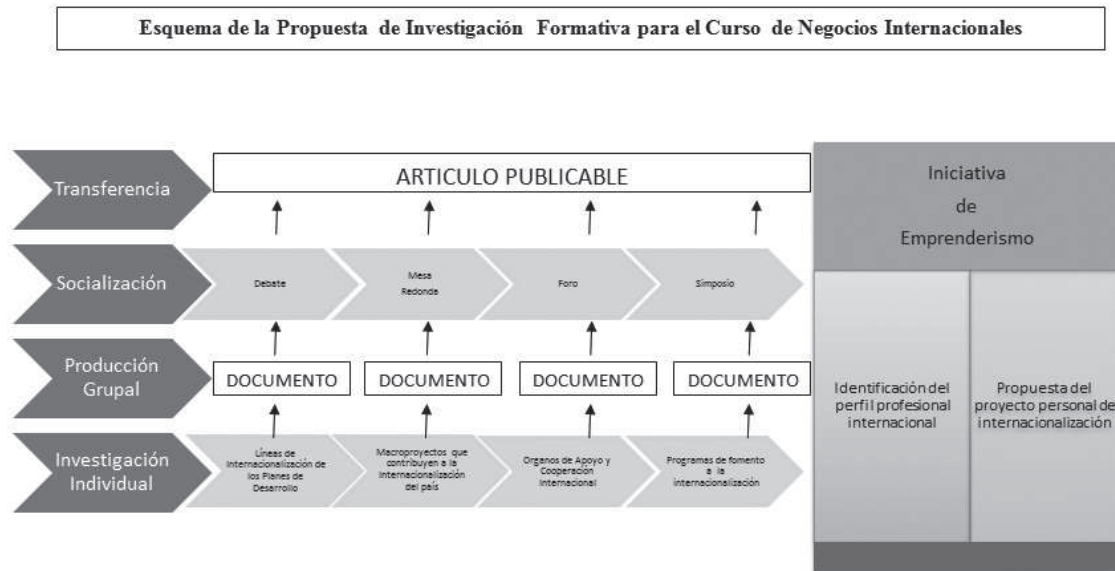 Esquema de la Propuesta de Investigación Formativa para el Curso de Negocios Internacionales
Transferencia
ARTICULO PUBLICABLE
Socialización
Debate
Mesa
Redonda
Foro
Simposio
Producción
Grupal
DOCUMENTO
DOCUMENTO
DOCUMENTO
DOCUMENTO
Investigación
Individual
Líneas de
Internacionalización de
los Planes de
Desarrollo
Macroproyectos que
contribuyen a la
Internacionalización
del país
Organos de Apoyo y
Cooperación
Internacional
Programas de fomento
a la
internacionalización
Iniciativa
de
Emprenderismo
Identificación del
perfil profesional
internacional
Propuesta del
proyecto personal de
internacionalización